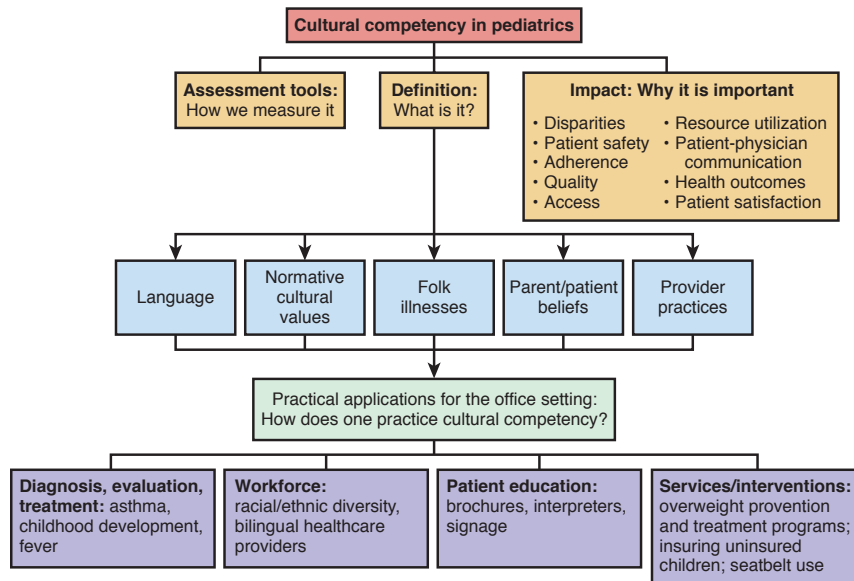 Cultural competency in pediatrics
Assessment tools:
How we measure it
Definition:
What is it?
Impact: Why it is important
• Disparities
• Patient safety
• Adherence
• Quality
• Access
• Resource utilization
• Patient-physician
communication
• Health outcomes
• Patient satisfaction
Language
Normative
cultural
values
Folk
illnesses
Parent/patient
beliefs
Provider
practices
Practical applications for the office setting:
How does one practice cultural competency?
Diagnosis, evaluation,
treatment: asthma,
childhood development,
fever
Workforce:
racial/ethnic diversity,
bilingual healthcare
providers
Patient education:
brochures, interpreters,
signage
Services/interventions:
overweight prevention
and treatment programs;
insuring uninsured
children; seatbelt use